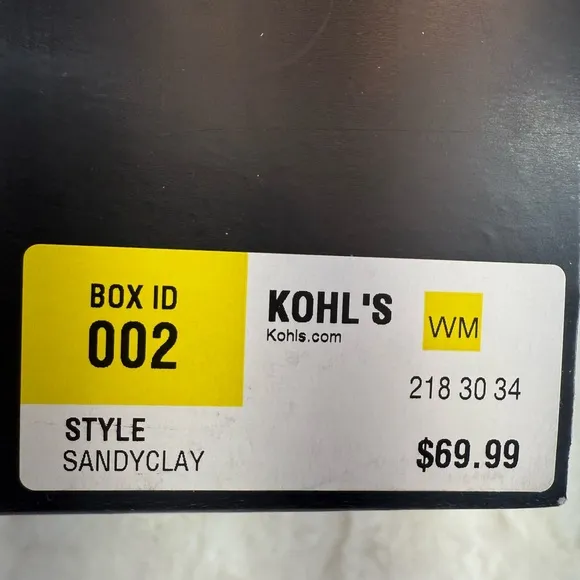 BOX ID
002
KOHL'S
Kohls.com
WM
218 30 34
STYLE
SANDYCLAY
$69.99